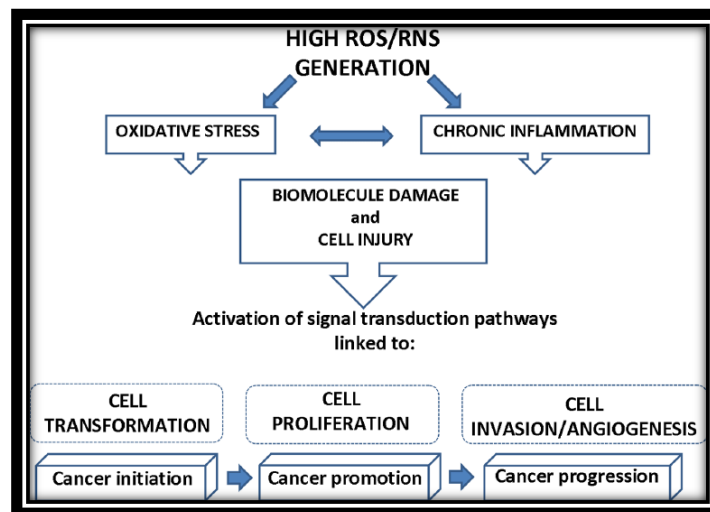 HIGH ROS/RNS
GENERATION
OXIDATIVE STRESS
CHRONIC INFLAMMATION
BIOMOLECULE DAMAGE
and
CELL INJURY
Activation of signal transduction pathways
linked to:
CELL
TRANSFORMATION
CELL
PROLIFERATION
CELL
INVASION/ANGIOGENESIS
Cancer initiation
Cancer promotion
Cancer progression